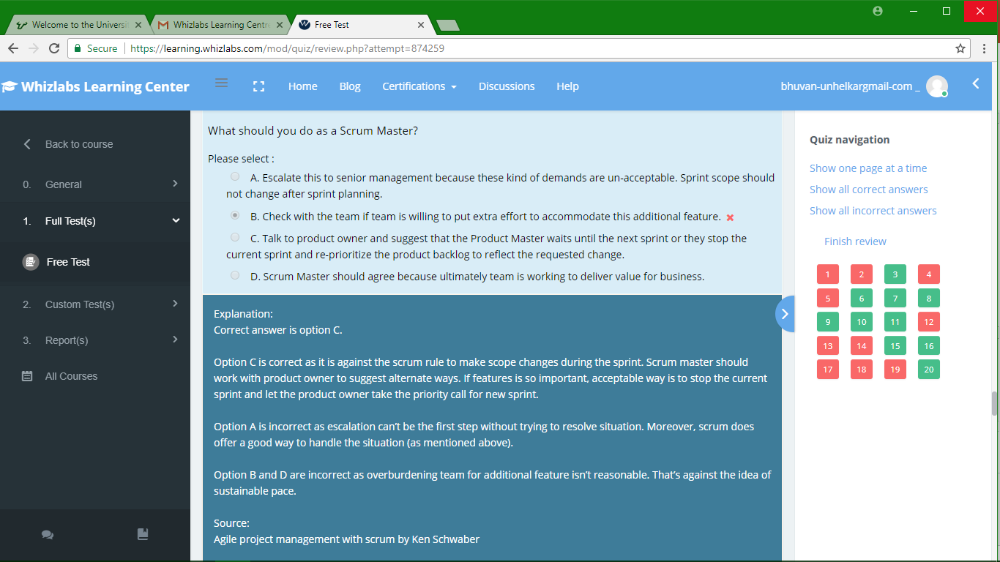 Welcome to the Universi
Whizlabs Learning Centre
Free Test
Secure
https://learning.whizlabs.com/mod/quiz/review.php?attempt=874259
Whizlabs Learning Center
Home
Blog
Certifications
Discussions
Help
bhuvan-unhelkargmail-com _
Back to course
0. General
1. Full Test(s)
Free Test
2. Custom Test(s)
3. Report(s)
All Courses
What should you do as a Scrum Master?
Please select :
A. Escalate this to senior management because these kind of demands are un-acceptable. Sprint scope should
not change after sprint planning.
B. Check with the team if team is willing to put extra effort to accommodate this additional feature.
C. Talk to product owner and suggest that the Product Master waits until the next sprint or they stop the
current sprint and re-prioritize the product backlog to reflect the requested change.
D. Scrum Master should agree because ultimately team is working to deliver value for business.
Explanation:
Correct answer is option C.
Option C is correct as it is against the scrum rule to make scope changes during the sprint. Scrum master should
work with product owner to suggest alternate ways. If features is so important, acceptable way is to stop the current
sprint and let the product owner take the priority call for new sprint.
Option A is incorrect as escalation can't be the first step without trying to resolve situation. Moreover, scrum does
offer a good way to handle the situation (as mentioned above).
Option B and D are incorrect as overburdening team for additional feature isn't reasonable. That's against the idea of
sustainable pace.
Source:
Agile project management with scrum by Ken Schwaber
Quiz navigation
Show one page at a time
Show all correct answers
Show all incorrect answers
Finish review
1 2 3 4
5 6 7 8
9 10 11 12
13 14 15 16
17 18 19 20